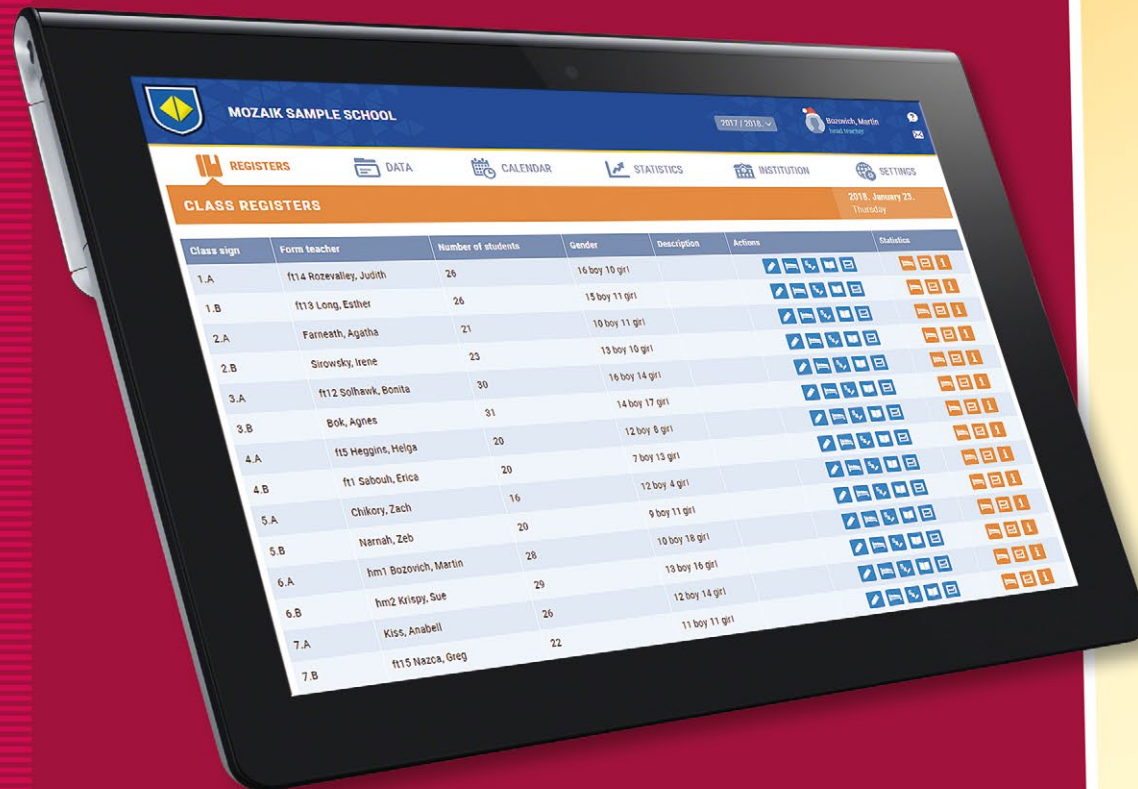 MOZAIK SAMPLE SCHOOL
2017 / 2018.
Bozovich, Martin
head teacher
REGISTERS DATA CALENDAR STATISTICS INSTITUTION SETTINGS
CLASS REGISTERS
2018. January 23.
Thursday
Class sign Form teacher Number of students Gender Description Actions Statistics
1.A ft14 Rozevalley, Judith 26 16 boy 10 girl
1.B ft13 Long, Esther 26 15 boy 11 girl
2.A Farneath, Agatha 21 10 boy 11 girl
2.B Sirowsky, Irene 23 13 boy 10 girl
3.A ft12 Solhawk, Bonita 30 16 boy 14 girl
3.B Bok, Agnes 31 14 boy 17 girl
4.A ft5 Heggins, Helga 20 12 boy 8 girl
4.B ft1 Sabouh, Erica 20 7 boy 13 girl
5.A Chikory, Zach 16 12 boy 4 girl
5.B Narnah, Zeb 20 9 boy 11 girl
6.A hm1 Bozovich, Martin 28 10 boy 18 girl
6.B hm2 Krispy, Sue 29 13 boy 16 girl
7.A Kiss, Anabell 26 12 boy 14 girl
7.B ft15 Nazca, Greg 22 11 boy 11 girl